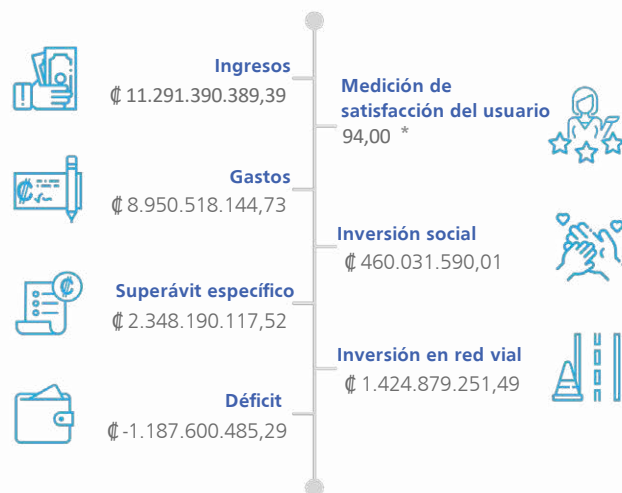 Ingresos
₡ 11.291.390.389,39
Gastos
₡ 8.950.518.144,73
Superávit específico
₡ 2.348.190.117,52
Déficit
₡ -1.187.600.485,29
Medición de
satisfacción del usuario
94,00 *
Inversión social
₡ 460.031.590,01
Inversión en red vial
₡ 1.424.879.251,49